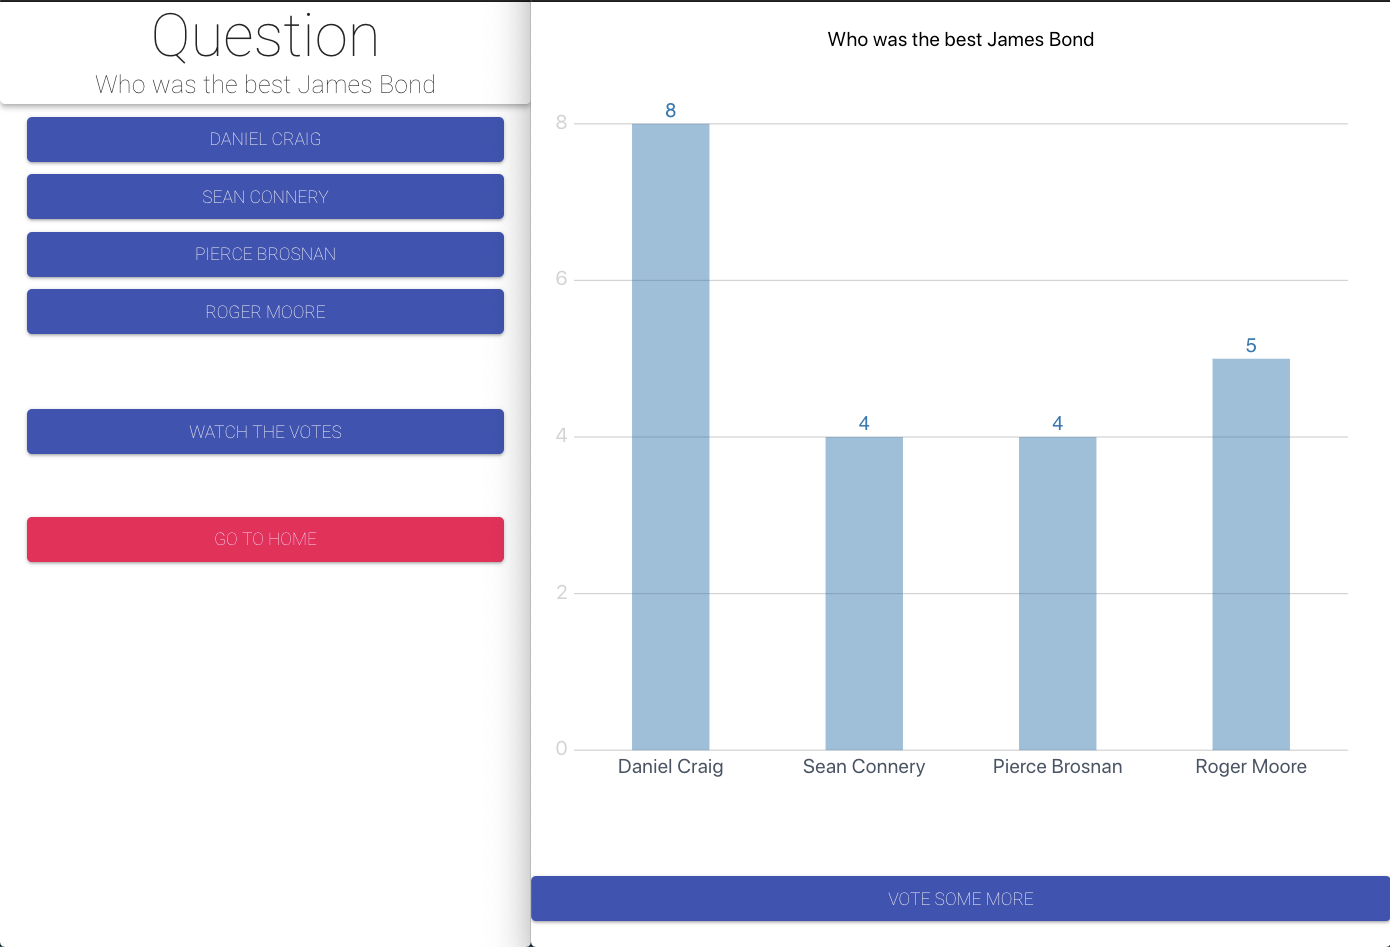 Question
Who was the best James Bond
DANIEL CRAIG
SEAN CONNERY
PIERCE BROSNAN
ROGER MOORE
WATCH THE VOTES
GO TO HOME
Who was the best James Bond
8
8
6
5
4
4
4
2
0
Daniel Craig
Sean Connery
Pierce Brosnan
Roger Moore
VOTE SOME MORE